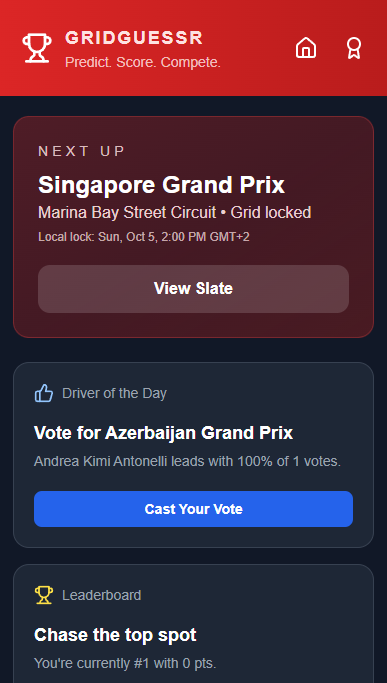 GRIDGUESSR
Predict. Score. Compete.
NEXT UP
Singapore Grand Prix
Marina Bay Street Circuit • Grid locked
Local lock: Sun, Oct 5, 2:00 PM GMT+2
View Slate
Driver of the Day
Vote for Azerbaijan Grand Prix
Andrea Kimi Antonelli leads with 100% of 1 votes.
Cast Your Vote
Leaderboard
Chase the top spot
You're currently #1 with 0 pts.